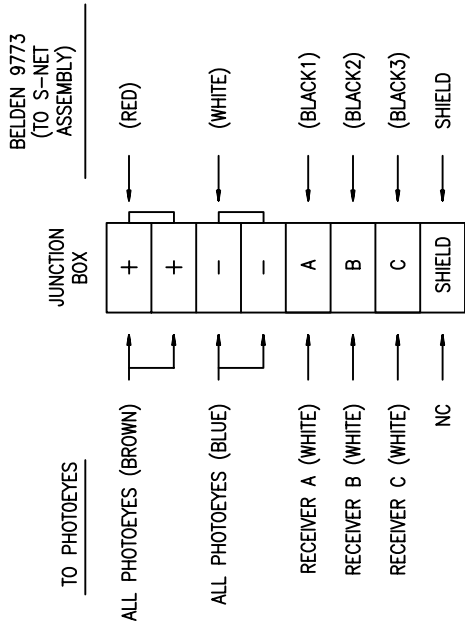 TO PHOTOEYES
JUNCTION
BOX
BELDEN 9773
(TO S-NET
ASSEMBLY)
ALL PHOTOEYES (BROWN)
+
(RED)
+
ALL PHOTOEYES (BLUE)
-
(WHITE)
-
RECEIVER A (WHITE)
A
(BLACK1)
RECEIVER B (WHITE)
B
(BLACK2)
RECEIVER C (WHITE)
C
(BLACK3)
NC
SHIELD
SHIELD